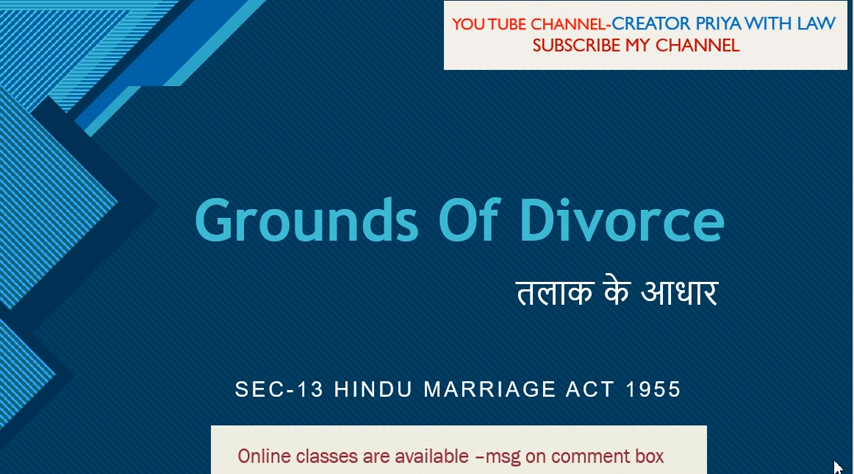 YOU TUBE CHANNEL-CREATOR PRIYA WITH LAW
SUBSCRIBE MY CHANNEL
Grounds Of Divorce
तलाक के आधार
SEC-13 HINDU MARRIAGE ACT 1955
Online classes are available –msg on comment box